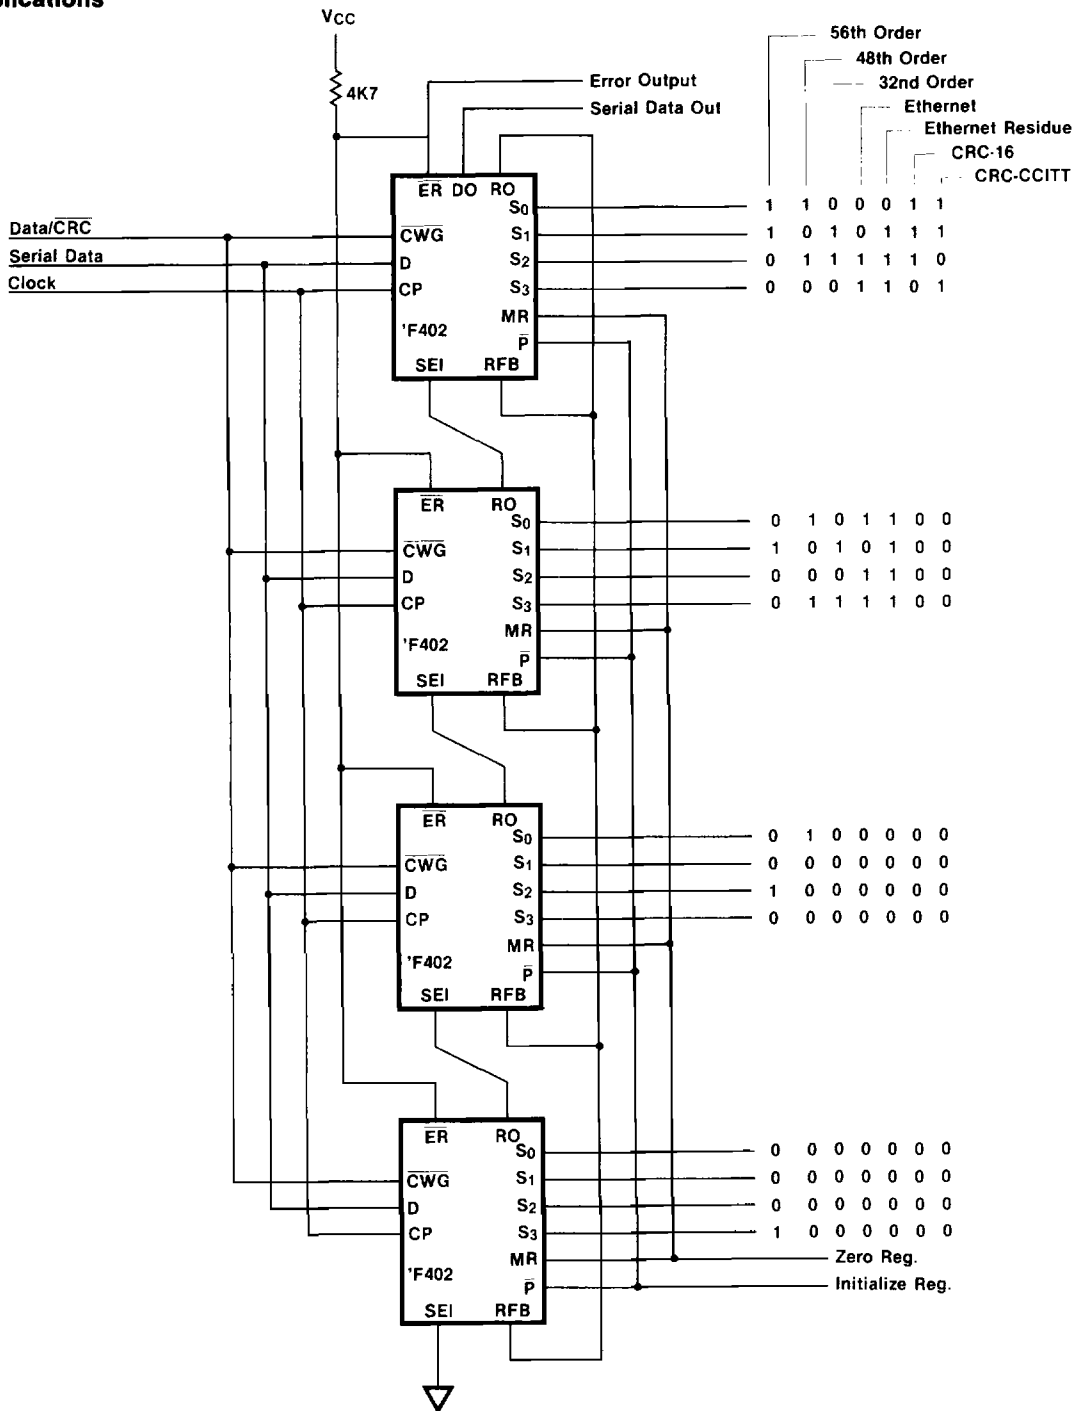 plications
VCC
4K7
56th Order
48th Order
32nd Order
Ethernet
Ethernet Residue
CRC-16
CRC-CCITT
Error Output
Serial Data Out
E̅R̅ DO RO
Data/C̅R̅C̅
Serial Data
Clock
C̅W̅G̅
D
CP
'F402
SEI RFB
S0 1 1 0 0 0 1 1
S1 1 0 1 0 1 1 1
S2 0 1 1 1 1 1 0
S3 0 0 0 1 1 0 1
MR
P̅
E̅R̅ RO
C̅W̅G̅
D
CP
'F402
SEI RFB
S0 0 1 0 1 1 0 0
S1 1 0 1 0 1 0 0
S2 0 0 0 1 1 0 0
S3 0 1 1 1 1 0 0
MR
P̅
E̅R̅ RO
C̅W̅G̅
D
CP
'F402
SEI RFB
S0 0 1 0 0 0 0 0
S1 0 0 0 0 0 0 0
S2 1 0 0 0 0 0 0
S3 0 0 0 0 0 0 0
MR
P̅
E̅R̅ RO
C̅W̅G̅
D
CP
'F402
SEI RFB
S0 0 0 0 0 0 0 0
S1 0 0 0 0 0 0 0
S2 0 0 0 0 0 0 0
S3 1 0 0 0 0 0 0
MR Zero Reg.
P̅ Initialize Reg.